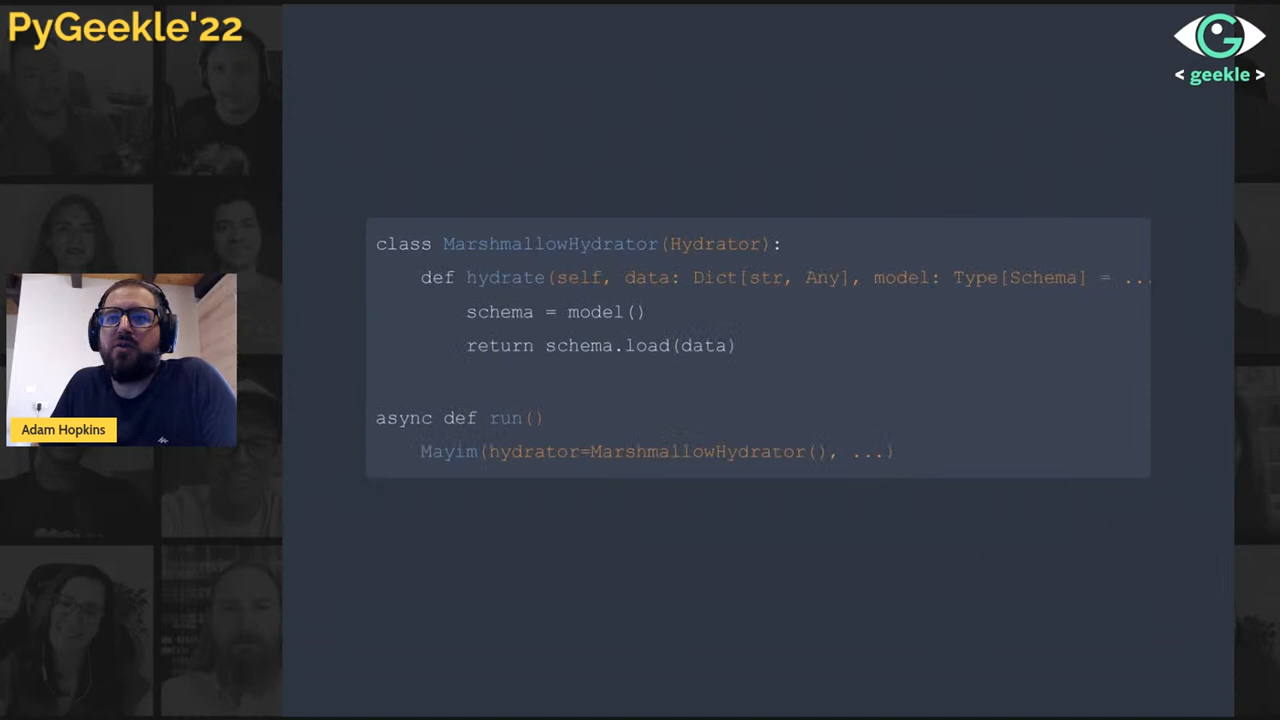 PyGeekle'22
< geekle >
class MarshmallowHydrator(Hydrator):
def hydrate(self, data: Dict[str, Any], model: Type[Schema] = ...
schema = model()
return schema.load(data)
async def run()
Mayim(hydrator=MarshmallowHydrator(), ...)
Adam Hopkins